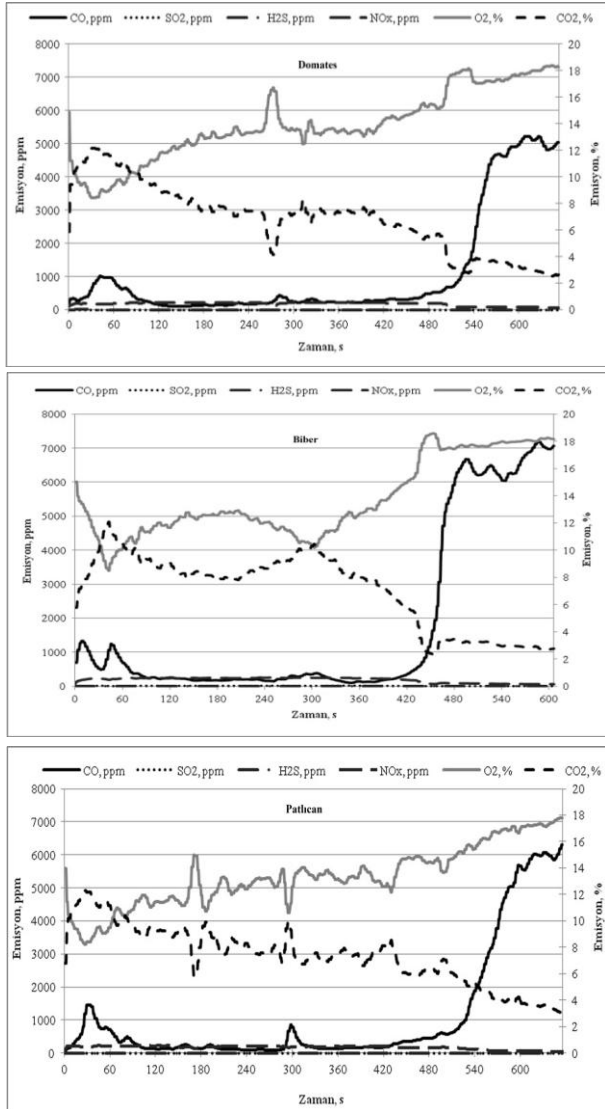 CO, ppm SO2, ppm H2S, ppm NOx, ppm O2, % CO2, %
Domates
8000 20
7000 18
6000 16
5000 14
4000 12
3000 10
2000 8
1000 6
0 4
2
0
Emisyon, ppm
Emisyon, %
0 60 120 180 240 300 360 420 480 540 600
Zaman, s
CO, ppm SO2, ppm H2S, ppm NOx, ppm O2, % CO2, %
Biber
8000 20
7000 18
6000 16
5000 14
4000 12
3000 10
2000 8
1000 6
0 4
2
0
Emisyon, ppm
Emisyon, %
0 60 120 180 240 300 360 420 480 540 600
Zaman, s
CO, ppm SO2, ppm H2S, ppm NOx, ppm O2, % CO2, %
Patlıcan
8000 20
7000 18
6000 16
5000 14
4000 12
3000 10
2000 8
1000 6
0 4
2
0
Emisyon, ppm
Emisyon, %
0 60 120 180 240 300 360 420 480 540 600
Zaman, s